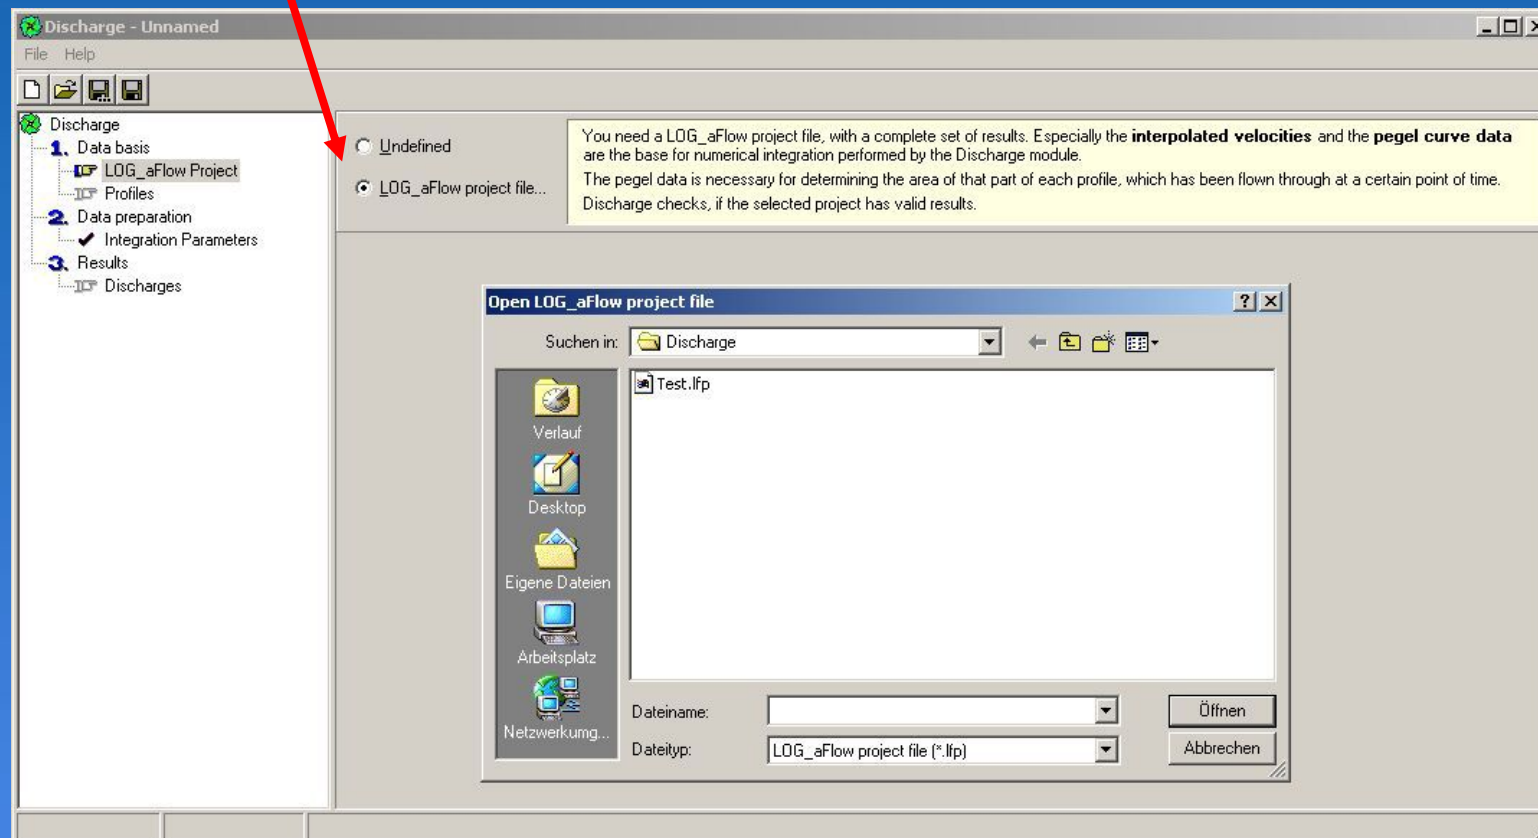 Discharge - Unnamed
File Help
Discharge
1. Data basis
LOG_aFlow Project
Profiles
2. Data preparation
Integration Parameters
3. Results
Discharges
Undefined
LOG_aFlow project file...
You need a LOG_aFlow project file, with a complete set of results. Especially the interpolated velocities and the pegel curve data
are the base for numerical integration performed by the Discharge module.
The pegel data is necessary for determining the area of that part of each profile, which has been flown through at a certain point of time.
Discharge checks, if the selected project has valid results.
Open LOG_aFlow project file
Suchen in: Discharge
Test.lfp
Verlauf
Desktop
Eigene Dateien
Arbeitsplatz
Netzwerkumg...
Dateiname:
Öffnen
Dateityp: LOG_aFlow project file (*.lfp)
Abbrechen